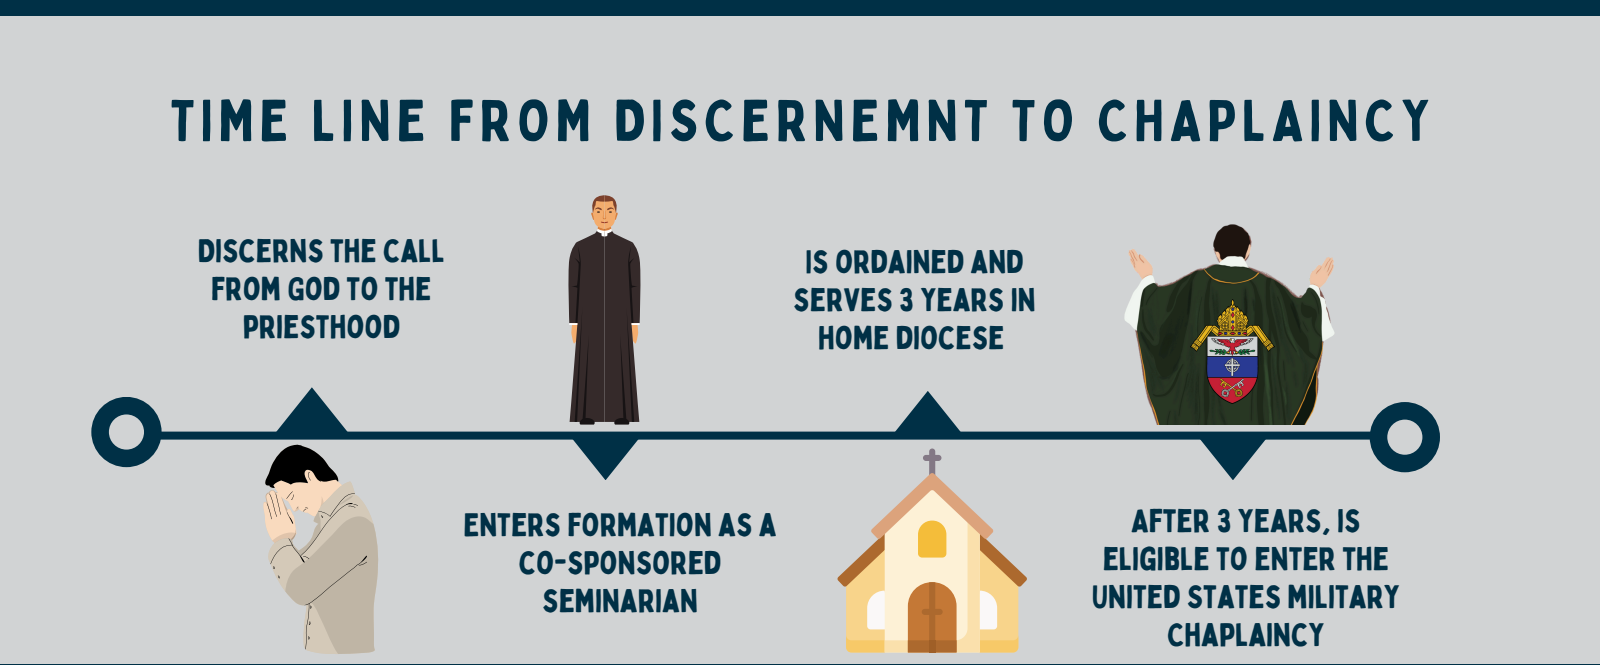 TIME LINE FROM DISCERNEMNT TO CHAPLAINCY
DISCERNS THE CALL
FROM GOD TO THE
PRIESTHOOD
ENTERS FORMATION AS A
CO-SPONSORED
SEMINARIAN
IS ORDAINED AND
SERVES 3 YEARS IN
HOME DIOCESE
AFTER 3 YEARS, IS
ELIGIBLE TO ENTER THE
UNITED STATES MILITARY
CHAPLAINCY